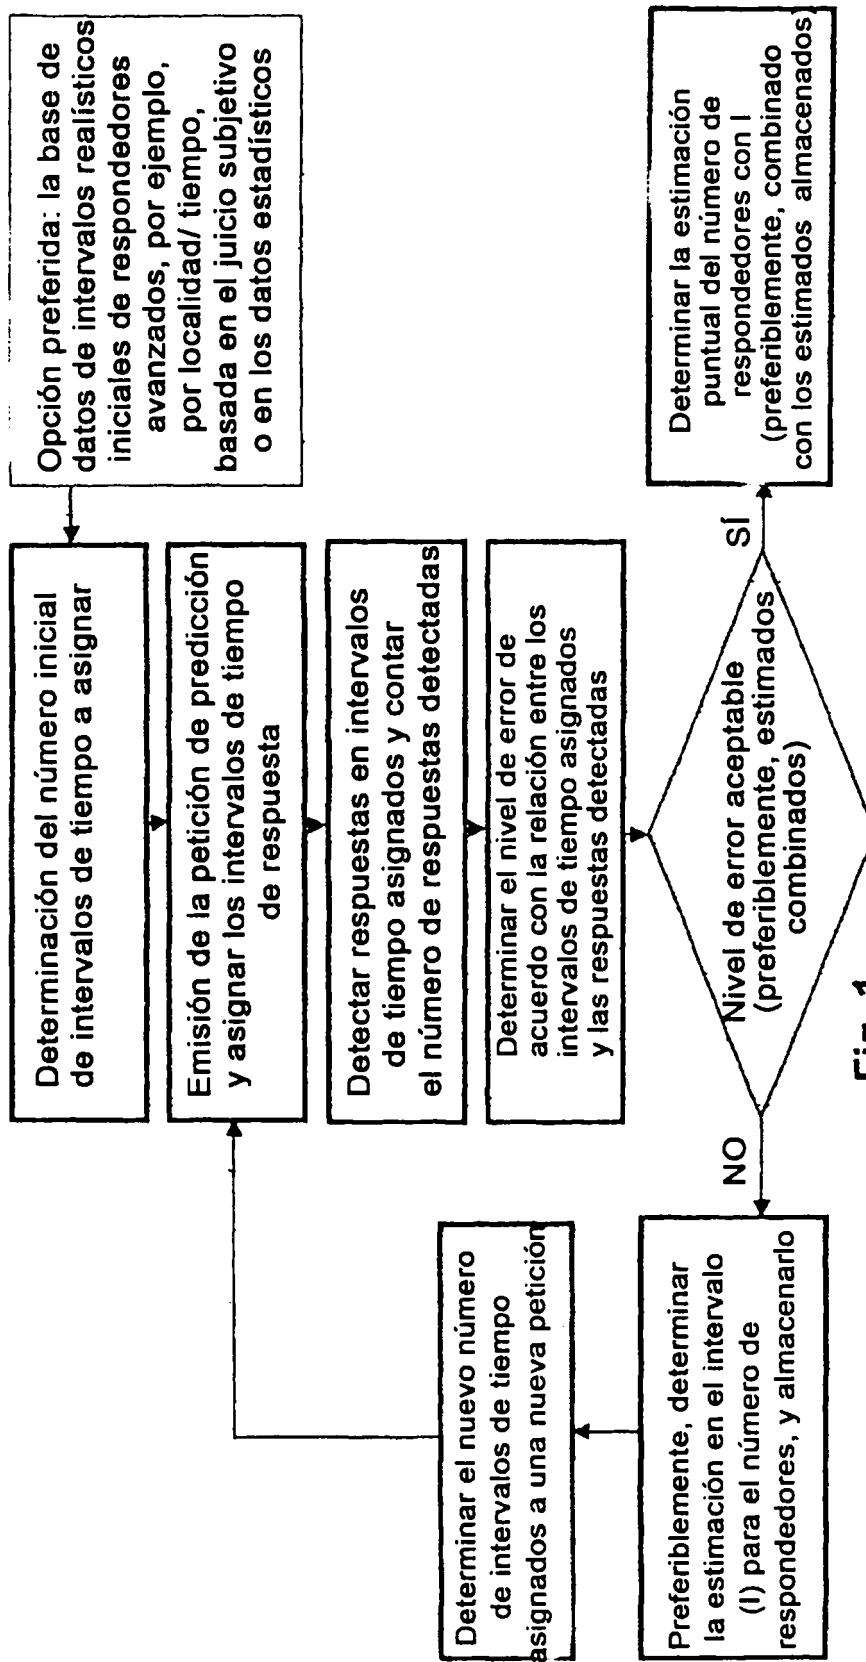 Opción preferida: la base de
datos de intervalos realísticos
iniciales de respondedores
avanzados, por ejemplo,
por localidad/ tiempo,
basada en el juicio subjetivo
o en los datos estadísticos
Determinación del número inicial
de intervalos de tiempo a asignar
Emisión de la petición de predicción
y asignar los intervalos de tiempo
de respuesta
Detectar respuestas en intervalos
de tiempo asignados y contar
el número de respuestas detectadas
Determinar el nivel de error de
acuerdo con la relación entre los
intervalos de tiempo asignados
y las respuestas detectadas
Nivel de error aceptable
(preferiblemente, estimados
combinados)
SÍ
Determinar la estimación
puntual del número de
respondedores con I
(preferiblemente, combinado
con los estimados almacenados)
NO
Preferiblemente, determinar
la estimación en el intervalo
(I) para el número de
respondedores, y almacenarlo
Determinar el nuevo número
de intervalos de tiempo
asignados a una nueva petición
Fig. 1